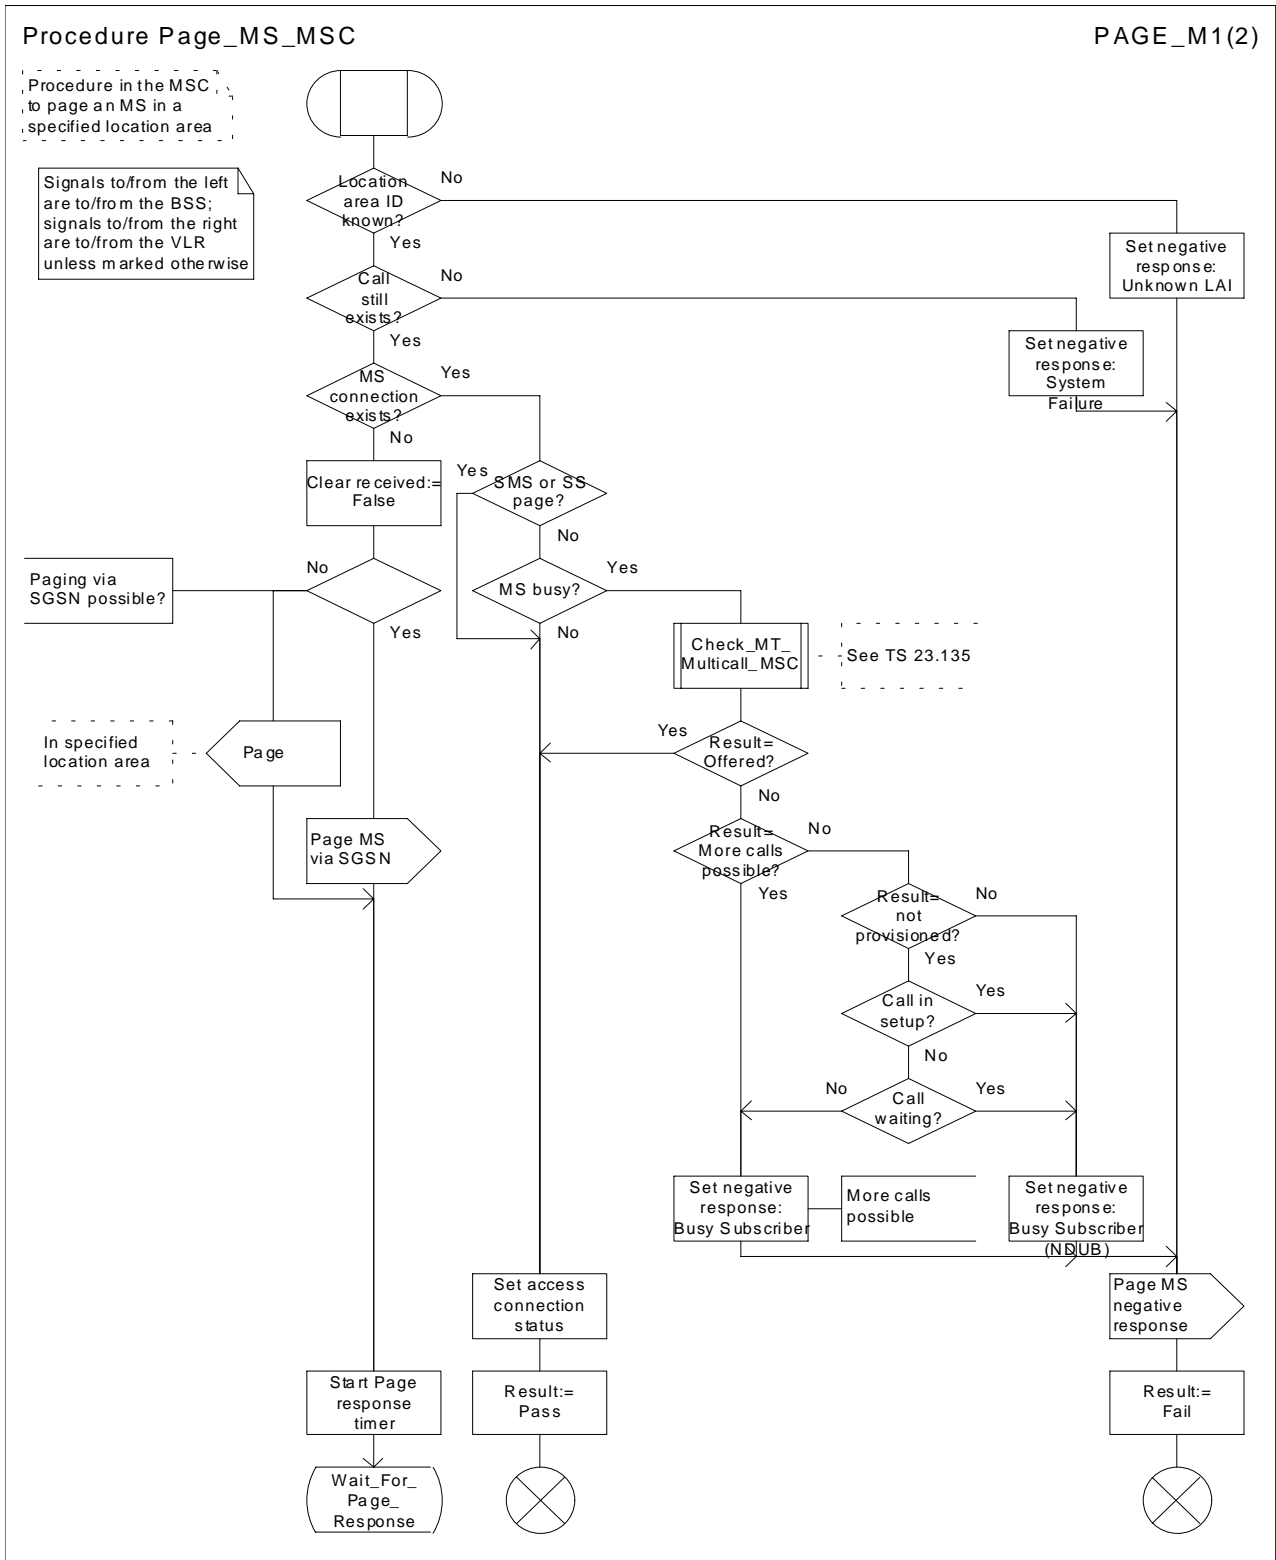 Procedure Page_MS_MSC
PAGE_M1(2)
Procedure in the MSC
to page an MS in a
specified location area
Signals to/from the left
are to/from the BSS;
signals to/from the right
are to/from the VLR
unless marked otherwise
Location
area ID
known?
No
Yes
Set negative
response:
Unknown LAI
Call
still
exists?
No
Yes
Set negative
response:
System
Failure
MS
connection
exists?
Yes
No
Clear received:=
False
Yes
SMS or SS
page?
No
Paging via
SGSN possible?
No
Yes
MS busy?
Yes
No
Check_MT_
Multicall_MSC
See TS 23.135
In specified
location area
Page
Yes
Result=
Offered?
No
Page MS
via SGSN
Result=
More calls
possible?
No
Yes
Result=
not
provisioned?
No
Yes
Call in
setup?
Yes
No
No
Call
waiting?
Yes
Set negative
response:
Busy Subscriber
More calls
possible
Set negative
response:
Busy Subscriber
(NDUB)
Set access
connection
status
Page MS
negative
response
Start Page
response
timer
Result:=
Pass
Result:=
Fail
Wait_For_
Page_
Response